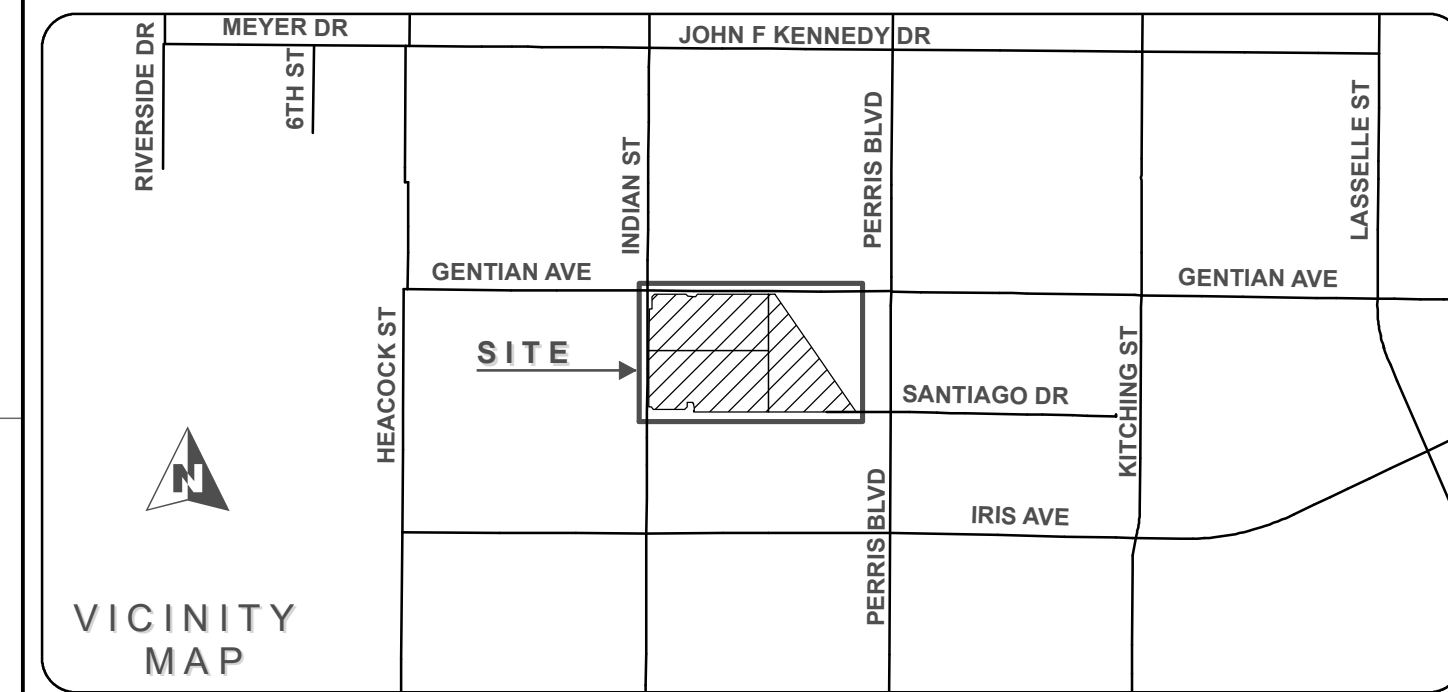 MEYER DR
JOHN F KENNEDY DR
RIVERSIDE DR
6TH ST
INDIAN ST
PERRIS BLVD
LASSELLE ST
GENTIAN AVE
GENTIAN AVE
HEACOCK ST
SITE
KITCHING ST
SANTIAGO DR
N
PERRIS BLVD
IRIS AVE
VICINITY
MAP